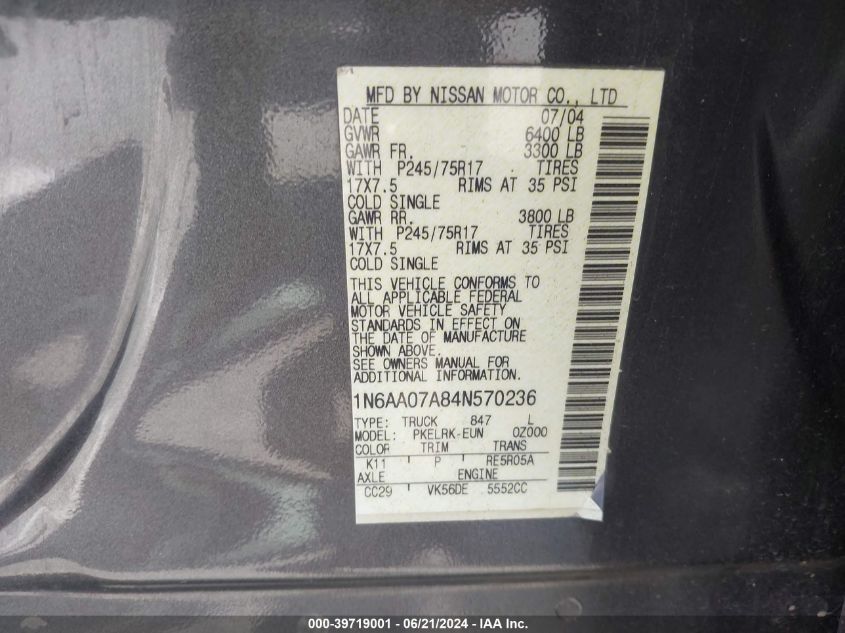 MFD BY NISSAN MOTOR CO., LTD
DATE 07/04
GVWR 6400 LB
GAWR FR. 3300 LB
WITH P245/75R17 TIRES
17X7.5 RIMS AT 35 PSI
COLD SINGLE
GAWR RR. 3800 LB
WITH P245/75R17 TIRES
17X7.5 RIMS AT 35 PSI
COLD SINGLE
THIS VEHICLE CONFORMS TO
ALL APPLICABLE FEDERAL
MOTOR VEHICLE SAFETY
STANDARDS IN EFFECT ON
THE DATE OF MANUFACTURE
SHOWN ABOVE.
SEE OWNERS MANUAL FOR
ADDITIONAL INFORMATION
1N6AA07A84N570236
TYPE: TRUCK 847 L
MODEL: PKELRK-EUN 0Z000
COLOR TRIM TRANS
K11 P RE5R05A
AXLE ENGINE
CC29 VK56DE 5552CC
000-39719001 - 06/21/2024 - IAA Inc.